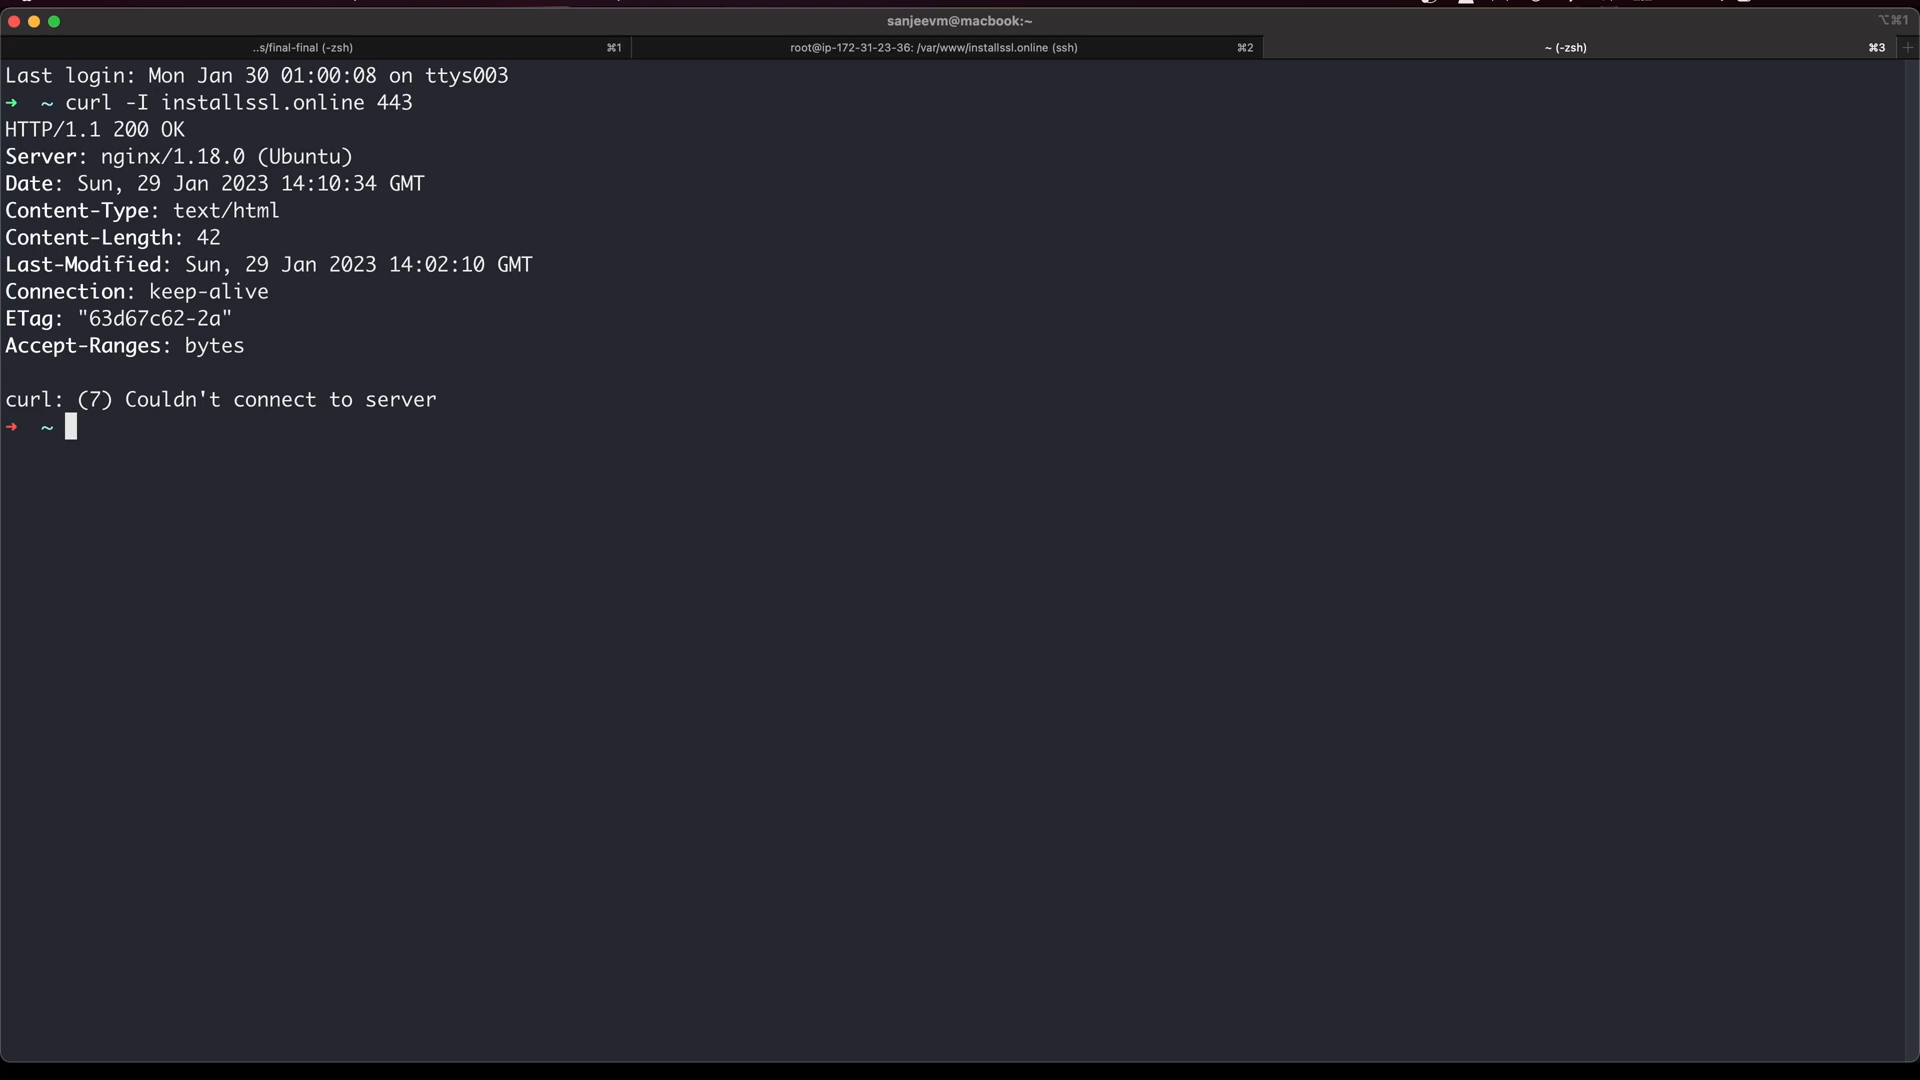 sanjeevm@macbook:~
⌥⌘1
..s/final-final (-zsh)
⌘1
root@ip-172-31-23-36: /var/www/installssl.online (ssh)
⌘2
~ (-zsh)
⌘3
+
Last login: Mon Jan 30 01:00:08 on ttys003
➜ ~ curl -I installssl.online 443
HTTP/1.1 200 OK
Server: nginx/1.18.0 (Ubuntu)
Date: Sun, 29 Jan 2023 14:10:34 GMT
Content-Type: text/html
Content-Length: 42
Last-Modified: Sun, 29 Jan 2023 14:02:10 GMT
Connection: keep-alive
ETag: "63d67c62-2a"
Accept-Ranges: bytes
curl: (7) Couldn't connect to server
➜ ~